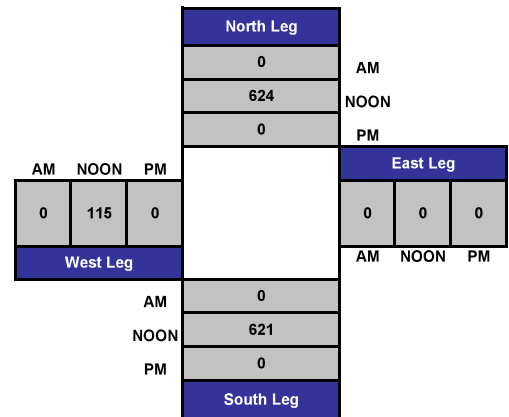 North Leg
0
AM
624
NOON
0
PM
AM NOON PM
East Leg
0 115 0
0 0 0
West Leg
AM NOON PM
AM
0
NOON
621
PM
0
South Leg